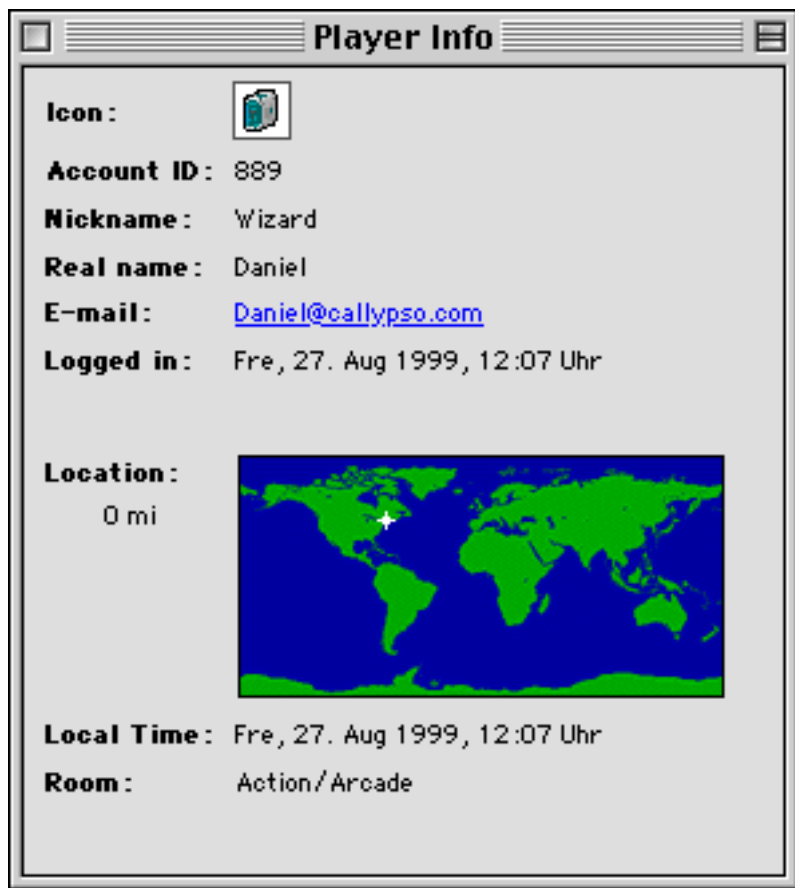 Player Info
Icon:
Account ID: 889
Nickname: Wizard
Real name: Daniel
E-mail: Daniel@callypso.com
Logged in: Fre, 27. Aug 1999, 12:07 Uhr
Location:
0 mi
Local Time: Fre, 27. Aug 1999, 12:07 Uhr
Room: Action/Arcade